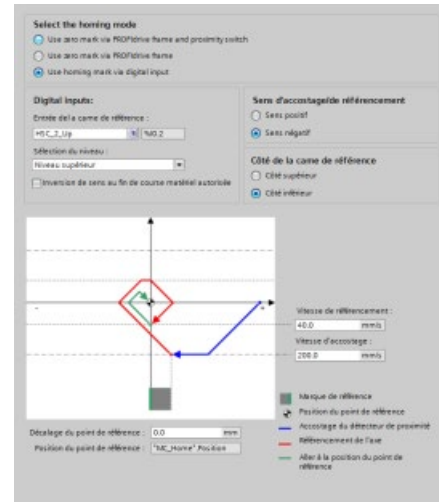 Select the homing mode
Use zero mark via PROFIdrive frame and proximity switch
Use zero mark via PROFIdrive frame
Use homing mark via digital input
Digital inputs:
Entrée del a came de référence :
HSC_2_Up
%I0.2
Sélection du niveau :
Niveau supérieur
Inversion de sens au fin de course matériel autorisée
Sens d'accostage/de référencement
Sens positif
Sens négatif
Côté de la came de référence
Côté supérieur
Côté inférieur
Vitesse de référencement :
40.0 mm/s
Vitesse d'accostage :
200.0 mm/s
Décalage du point de référence : 0.0 mm
Position du point de référence : "MC_Home".Position
Marque de référence
Position du point de référence
Accostage du détecteur de proximité
Référencement de l'axe
Aller à la position du point de
référence